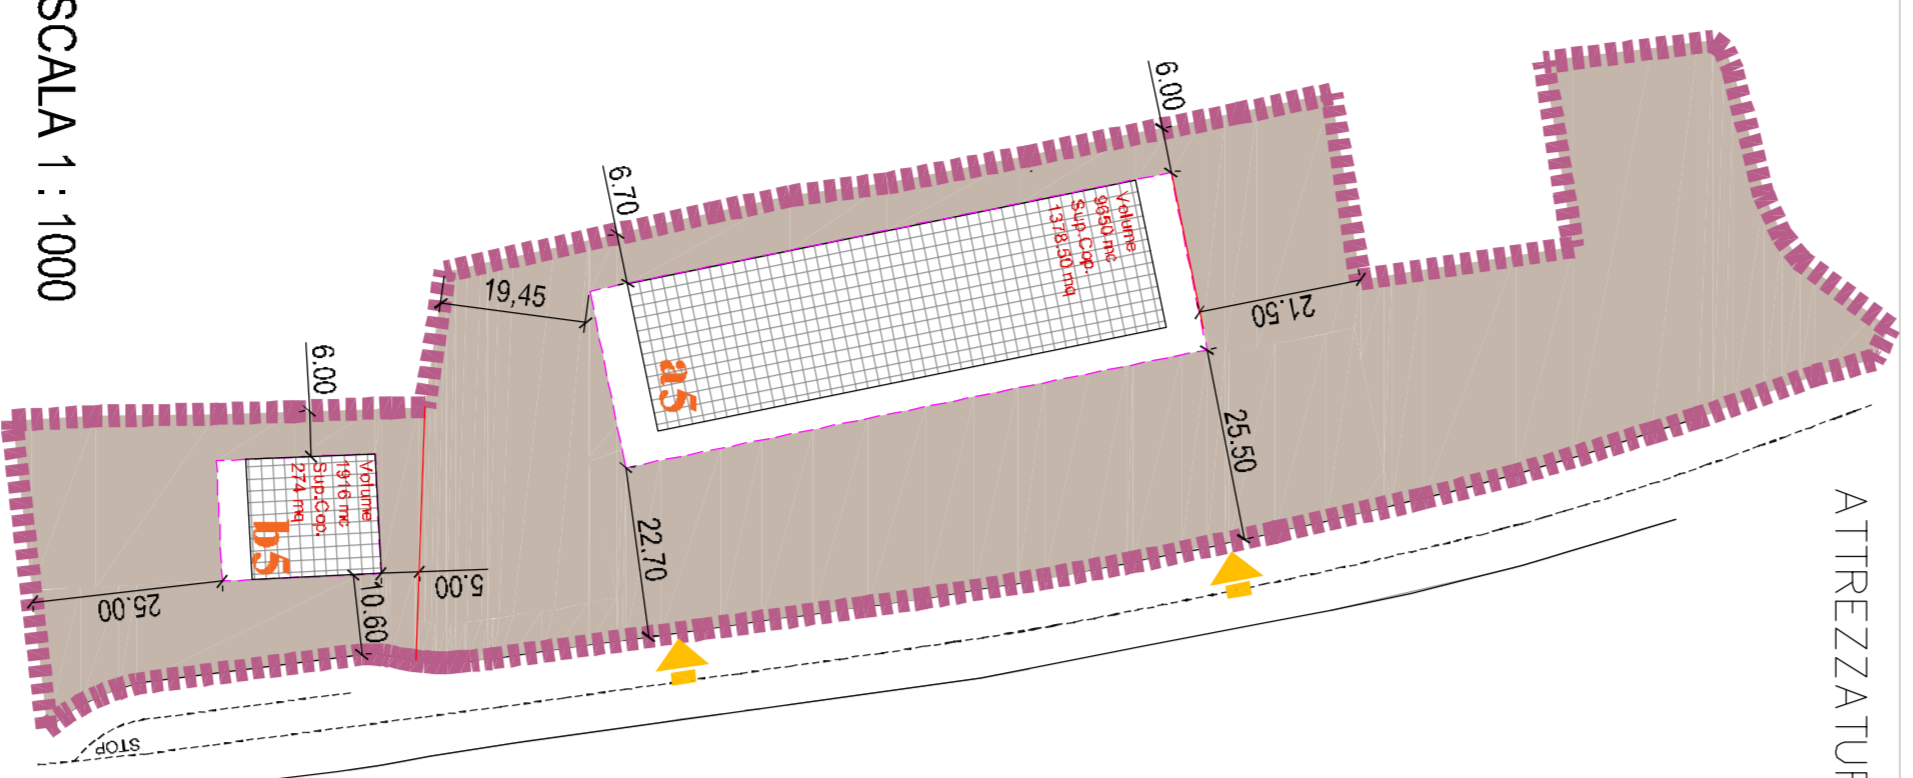 SCALA 1 : 1000
6.00
6.70
19,45
Volume
9650 mc
Sup.Cop.
1378.50 mq
a5
21.50
25.50
22.70
6.00
Volume
1916 mc
Sup.Cop.
274 mq
b5
25.00
10.60
5.00
STOP
ATTREZZATUR